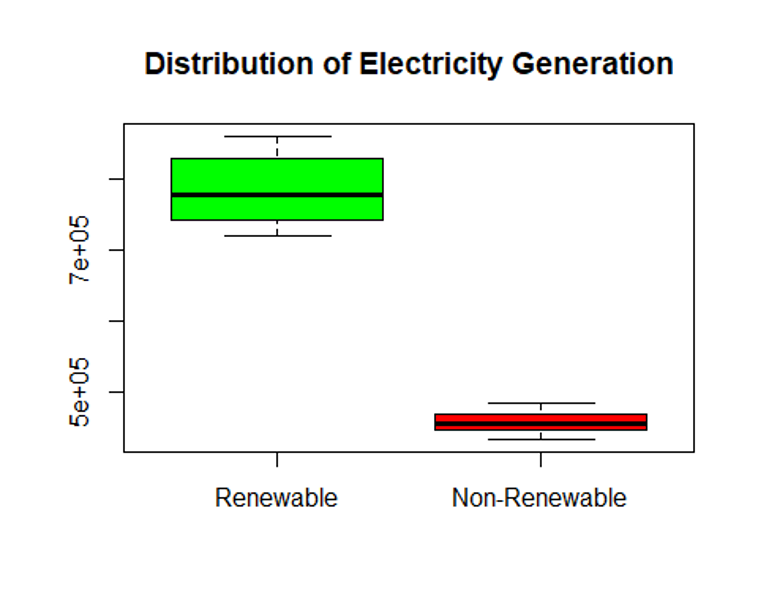 Distribution of Electricity Generation
7e+05
5e+05
Renewable
Non-Renewable